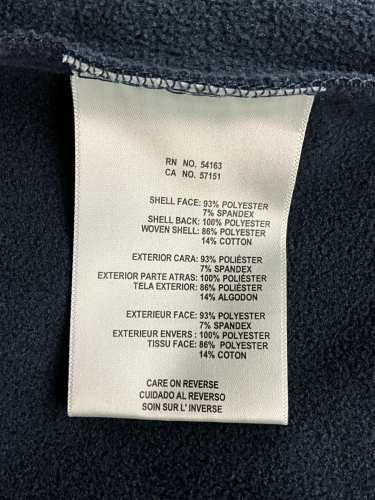 RN NO. 54163
CA NO. 57151
SHELL FACE: 93% POLYESTER
7% SPANDEX
SHELL BACK: 100% POLYESTER
WOVEN SHELL: 86% POLYESTER
14% COTTON
EXTERIOR CARA: 93% POLIÉSTER
7% SPANDEX
EXTERIOR PARTE ATRAS: 100% POLIÉSTER
TELA EXTERIOR: 86% POLIÉSTER
14% ALGODON
EXTERIEUR FACE: 93% POLYESTER
7% SPANDEX
EXTERIEUR ENVERS : 100% POLYESTER
TISSU FACE: 86% POLYESTER
14% COTON
CARE ON REVERSE
CUIDADO AL REVERSO
SOIN SUR L' INVERSE